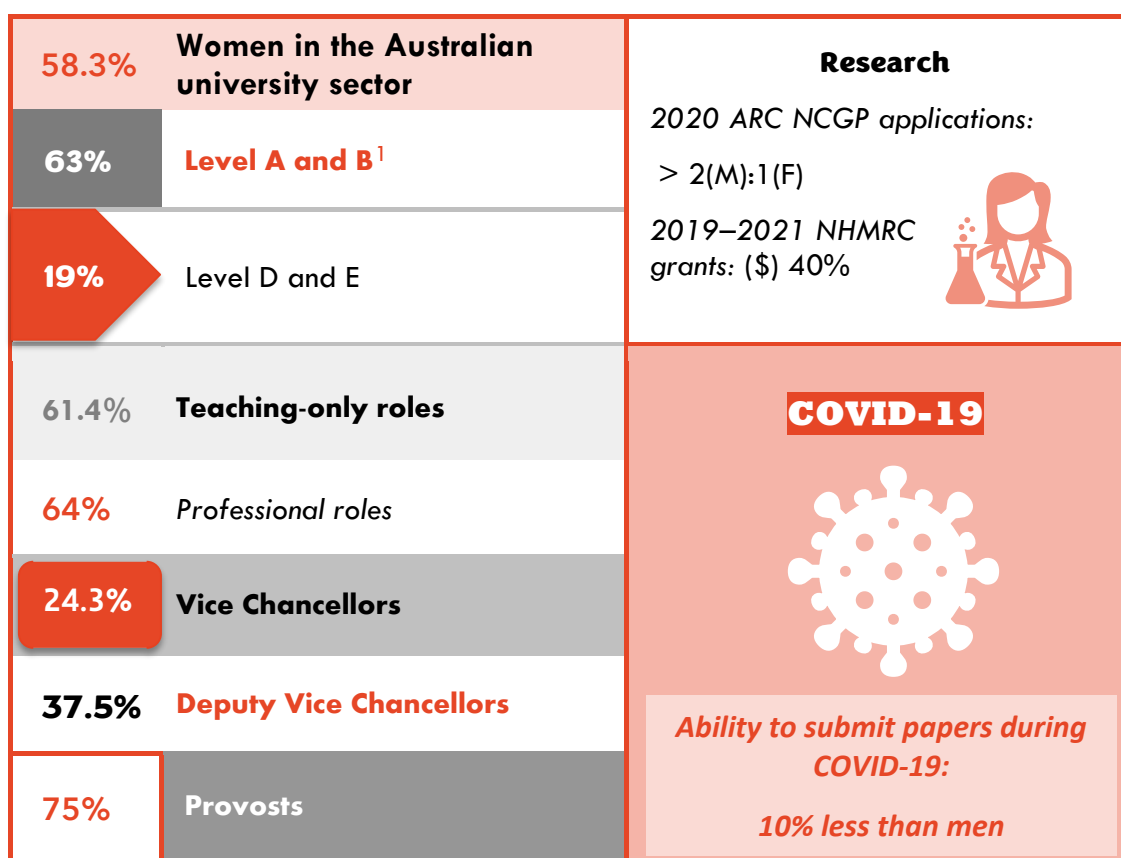 58.3%
Women in the Australian
university sector
63%
Level A and B¹
19%
Level D and E
61.4%
Teaching-only roles
64%
Professional roles
24.3%
Vice Chancellors
37.5%
Deputy Vice Chancellors
75%
Provosts
Research
2020 ARC NCGP applications:
> 2(M):1(F)
2019–2021 NHMRC
grants: ($) 40%
COVID-19
Ability to submit papers during
COVID-19:
10% less than men